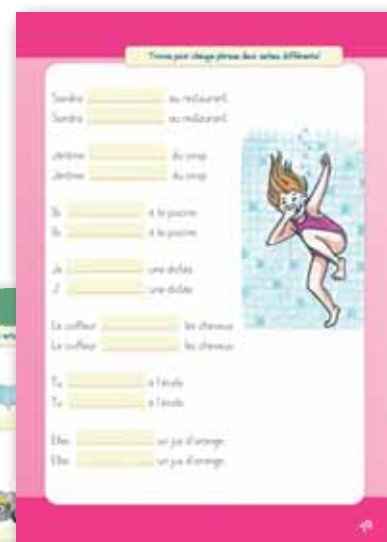 Trouve pour chaque phrase deux verbes différents!
Sandra au restaurant.
Sandra au restaurant.
Jérôme du sirop.
Jérôme du sirop.
Ils à la piscine.
Ils à la piscine.
Je une dictée.
J' une dictée.
Le coiffeur les cheveux.
Le coiffeur les cheveux.
Tu à l'école.
Tu à l'école.
Elles un jus d'orange.
Elles un jus d'orange.